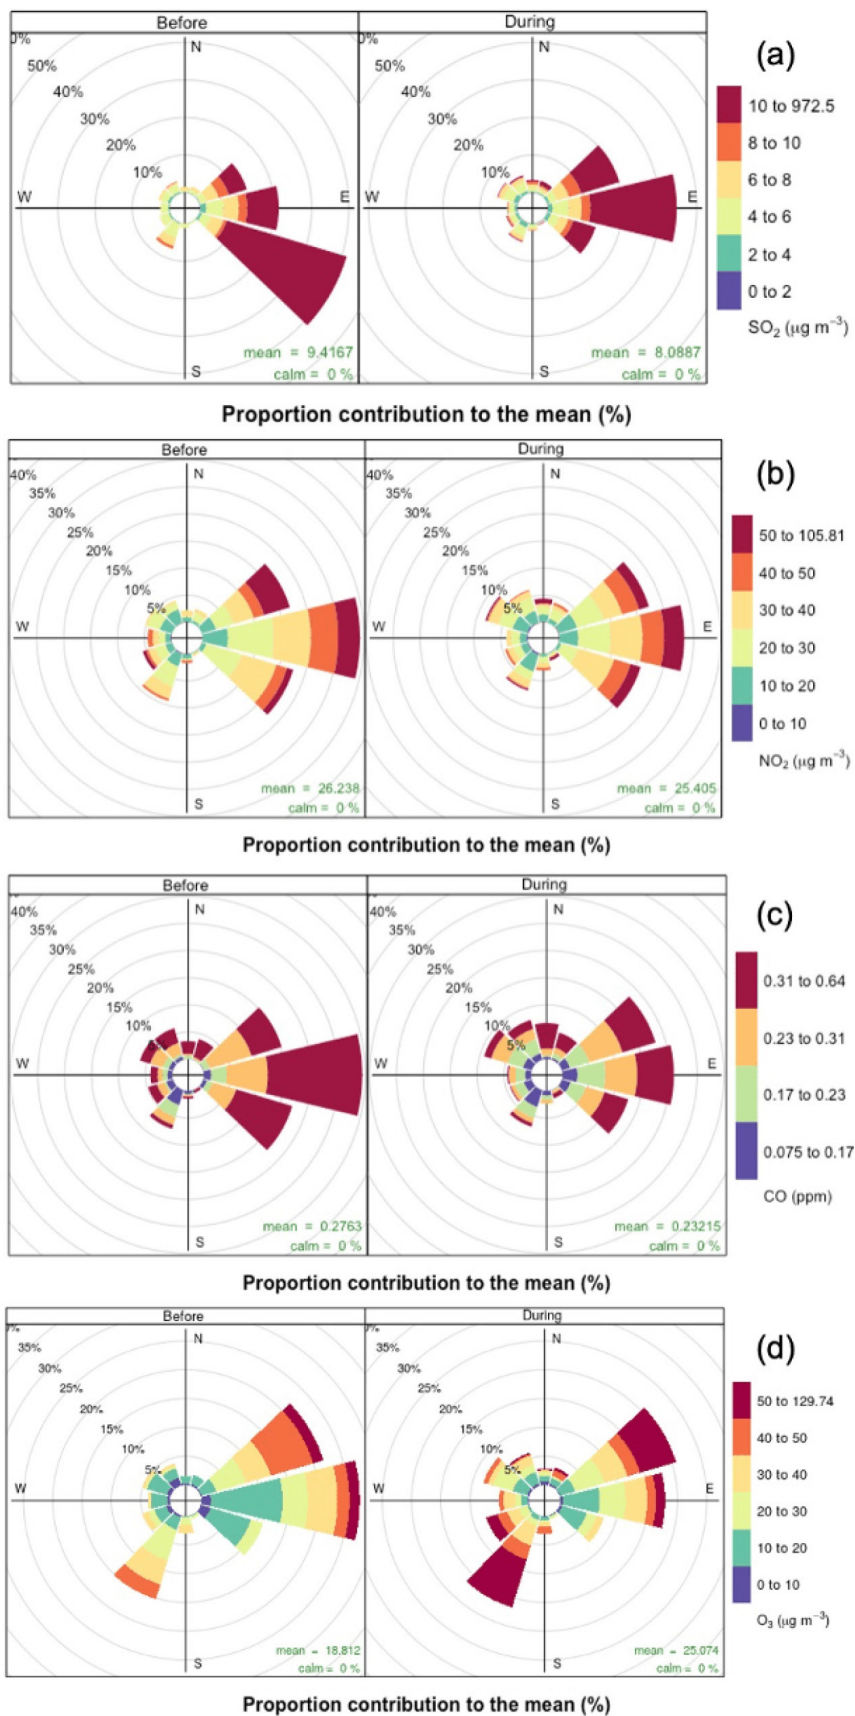 Before During
(a)
0%
50%
40%
30%
20%
10%
N
W
E
S
mean = 9.4167
calm = 0 %
50%
40%
30%
20%
10%
N
W
E
S
mean = 8.0887
calm = 0 %
10 to 972.5
8 to 10
6 to 8
4 to 6
2 to 4
0 to 2
SO₂ (μg m⁻³)
Proportion contribution to the mean (%)
Before During
(b)
40%
35%
30%
25%
20%
15%
10%
5%
N
W
S
mean = 26.238
calm = 0 %
40%
35%
30%
25%
20%
15%
10%
5%
N
W
E
S
mean = 25.405
calm = 0 %
50 to 105.81
40 to 50
30 to 40
20 to 30
10 to 20
0 to 10
NO₂ (μg m⁻³)
Proportion contribution to the mean (%)
Before During
(c)
40%
35%
30%
25%
20%
15%
10%
5%
N
W
S
mean = 0.2763
calm = 0 %
40%
35%
30%
25%
20%
15%
10%
5%
N
W
E
S
mean = 0.23215
calm = 0 %
0.31 to 0.64
0.23 to 0.31
0.17 to 0.23
0.075 to 0.17
CO (ppm)
Proportion contribution to the mean (%)
Before During
(d)
35%
30%
25%
20%
15%
10%
5%
N
W
S
mean = 18.812
calm = 0 %
35%
30%
25%
20%
15%
10%
5%
N
W
E
S
mean = 25.074
calm = 0 %
50 to 129.74
40 to 50
30 to 40
20 to 30
10 to 20
0 to 10
O₃ (μg m⁻³)
Proportion contribution to the mean (%)